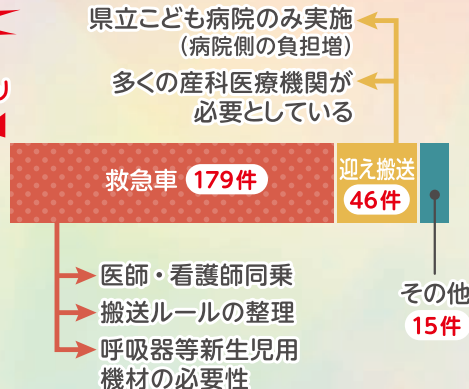 県立こども病院のみ実施
(病院側の負担増)
多くの産科医療機関が
必要としている
救急車 179件
迎え搬送
46件
その他
15件
医師・看護師同乗
搬送ルールの整理
呼吸器等新生児用
機材の必要性